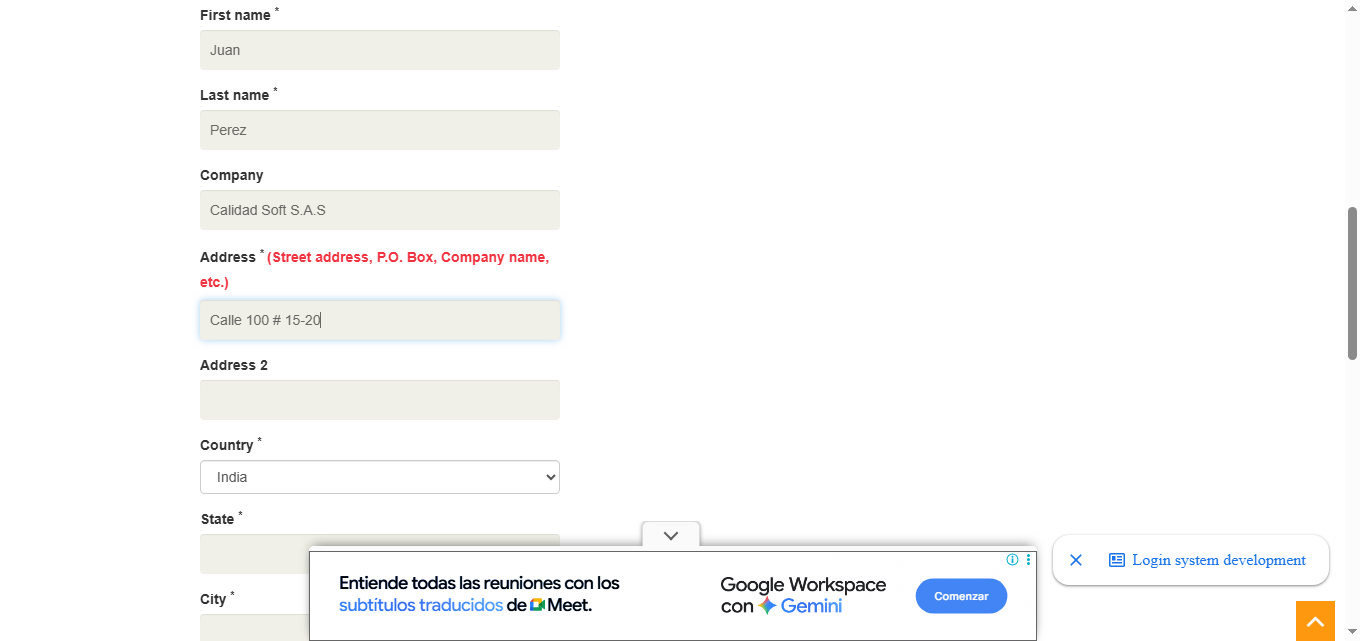 First name *
Juan
Last name *
Perez
Company
Calidad Soft S.A.S
Address * (Street address, P.O. Box, Company name,
etc.)
Calle 100 # 15-20
Address 2
Country *
India
State *
City *
Entiende todas las reuniones con los
subtítulos traducidos de Meet.
Google Workspace
con Gemini
Comenzar
Login system development